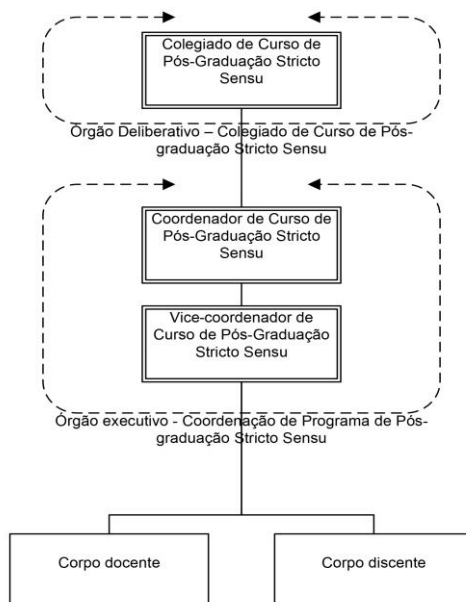 Colegiado de Curso de
Pós-Graduação Stricto
Sensu
Órgão Deliberativo – Colegiado de Curso de Pós-
graduação Stricto Sensu
Coordenador de Curso de
Pós-Graduação Stricto
Sensu
Vice-coordenador de
Curso de Pós-Graduação
Stricto Sensu
Órgão executivo - Coordenação de Programa de Pós-
graduação Stricto Sensu
Corpo docente
Corpo discente